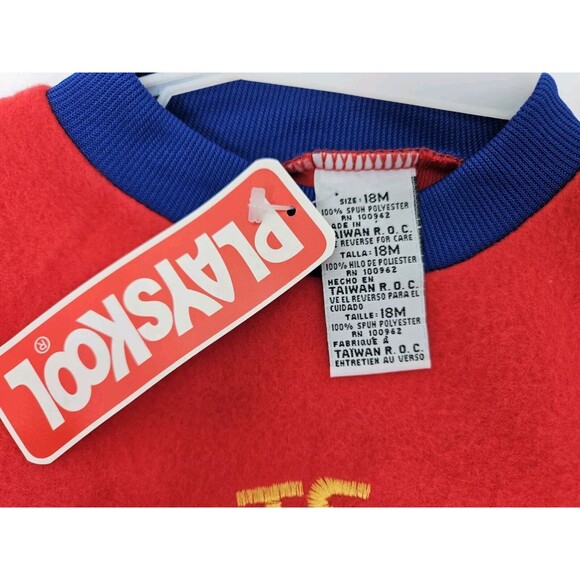 PLAYSKOOL®
SIZE: 18M
100% SPUN POLYESTER
RN 100962
MADE IN
TAIWAN R.O.C.
REVERSE FOR CARE
TALLA: 18M
100% HILO DE POLIESTER
RN 100962
HECHO EN
TAIWAN R.O.C.
VE EL REVERSO PARA EL
CUIDADO
TAILLE: 18M
100% SPUN POLYESTER
RN 100962
FABRIQUE À
TAIWAN R.O.C.
ENTRETIEN AU VERSO